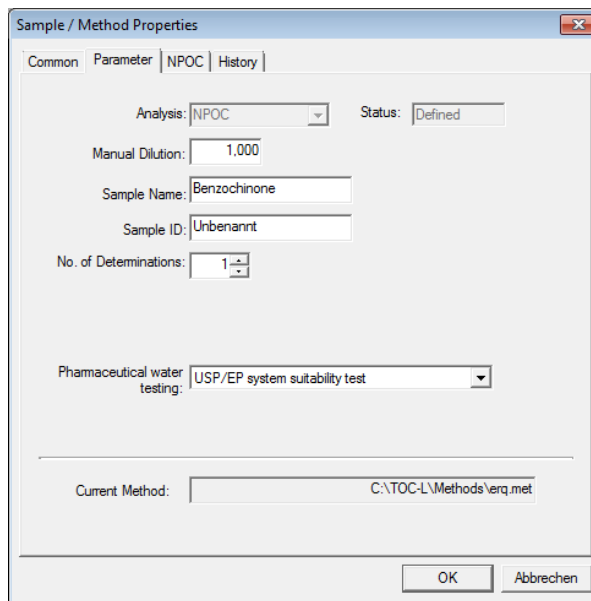 Sample / Method Properties
Common Parameter NPOC History
Analysis: NPOC Status: Defined
Manual Dilution: 1,000
Sample Name: Benzochinone
Sample ID: Unbenannt
No. of Determinations: 1
Pharmaceutical water
testing: USP/EP system suitability test
Current Method: C:\TOC-L\Methods\erq.met
OK Abbrechen